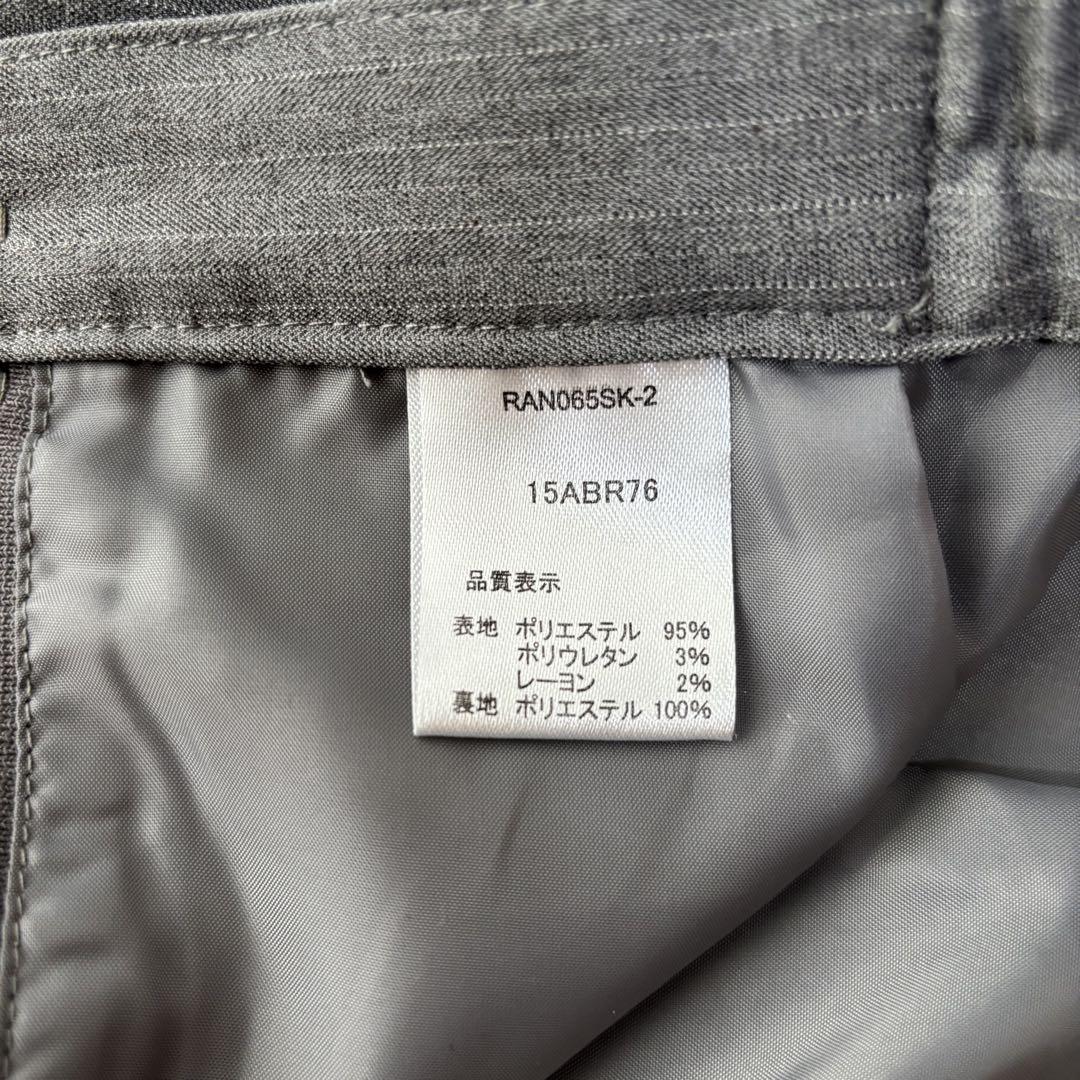 RAN065SK-2
15ABR76
品質表示
表地 ポリエステル 95%
ポリウレタン 3%
レーヨン 2%
裏地 ポリエステル 100%